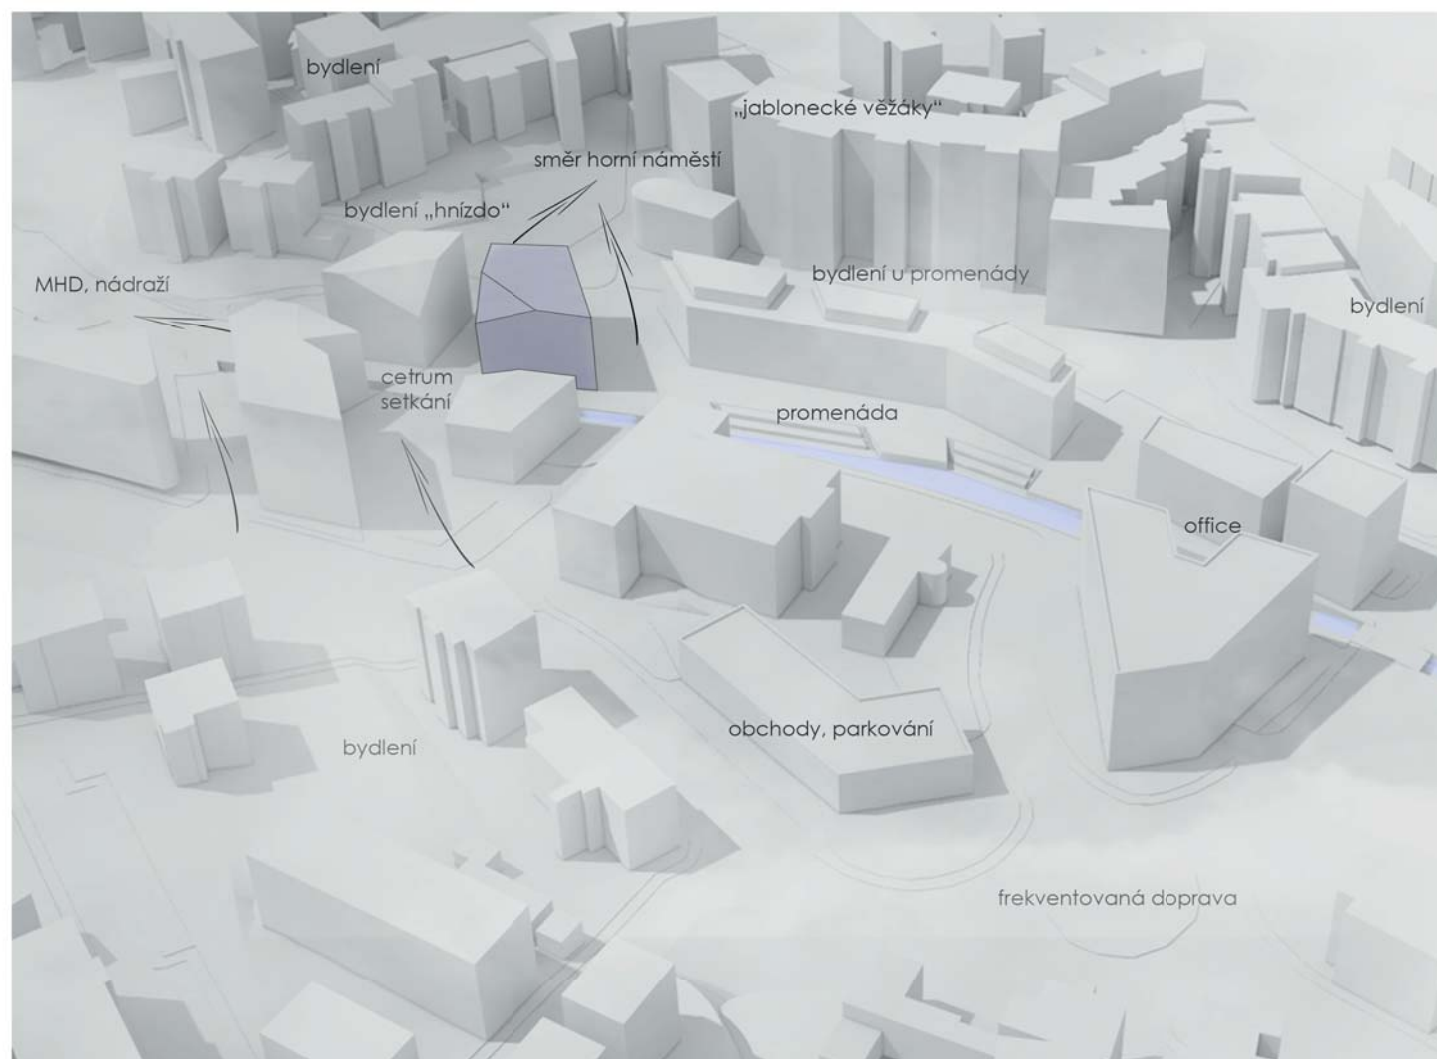 bydlení
„jablonecké věžáky“
směr horní náměstí
bydlení „hnízdo“
MHD, nádraží
bydlení u promenády
bydlení
cetrum
setkání
promenáda
office
obchody, parkování
bydlení
frekventovaná doprava